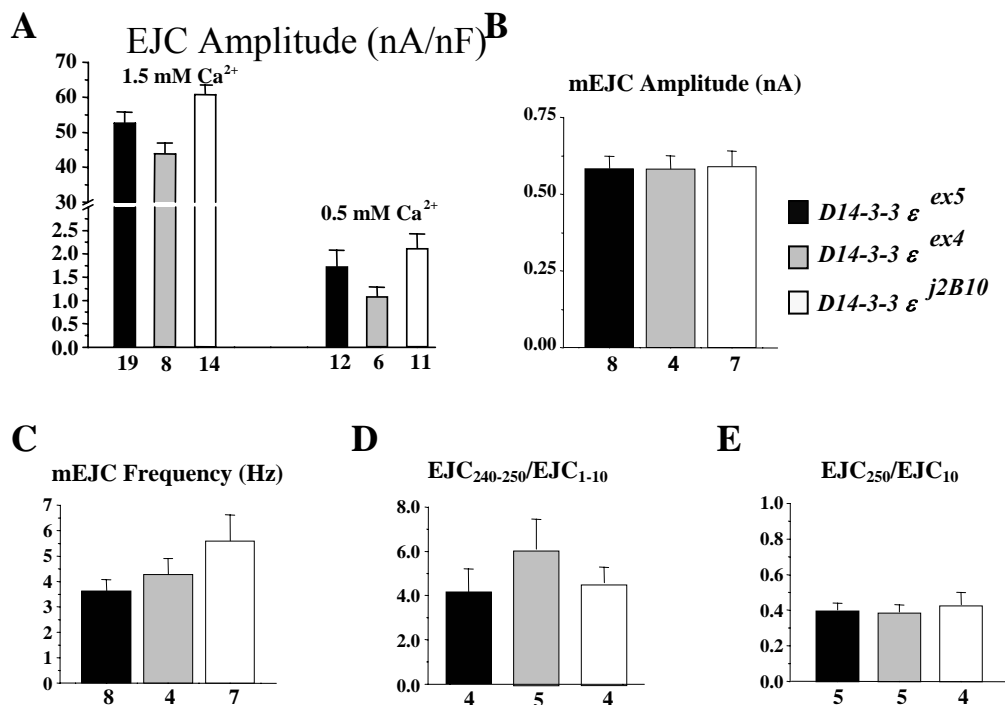 A
EJC Amplitude (nA/nF)
1.5 mM Ca²⁺
70
60
50
40
30
0.5 mM Ca²⁺
2.5
2.0
1.5
1.0
0.5
0.0
19 8 14 12 6 11
B
mEJC Amplitude (nA)
0.75
0.50
0.25
0.00
8 4 7
D14-3-3 ε ex5
D14-3-3 ε ex4
D14-3-3 ε j2B10
C
mEJC Frequency (Hz)
7
6
5
4
3
2
1
0
8 4 7
D
EJC₂₄₀₋₂₅₀/EJC₁₋₁₀
8.0
6.0
4.0
2.0
0.0
4 5 4
E
EJC₂₅₀/EJC₁₀
1.0
0.8
0.6
0.4
0.2
0.0
5 5 4